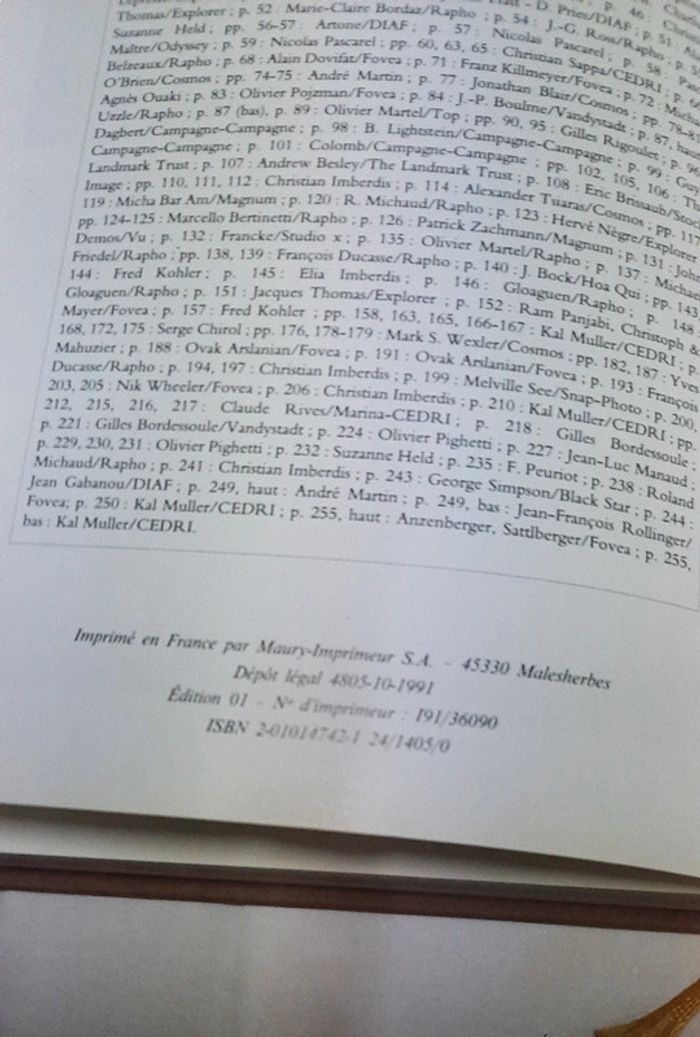 p. 46 :
- D. Pries/DIAF ; p. 51 :
Thomas/Explorer ; p. 52 : Marie-Claire Bordaz/Rapho ; p. 54 : J.-G. Ross/Rapho ; p.
Suzanne Held ; pp. 56-57 : Artone/DIAF ; p. 57 : Nicolas Pascarel ; p. 58 :
Maître/Odyssey ; p. 59 : Nicolas Pascarel ; pp. 60, 63, 65 : Christian Sappa/CEDRI ; p.
Belzeaux/Rapho ; p. 68 : Alain Dovifat/Fovea ; p. 71 : Franz Killmeyer/Fovea ; p. 72 :
O'Brien/Cosmos ; pp. 74-75 : André Martin ; p. 77 : Jonathan Blair/Cosmos ; pp. 78-
Agnès Ouaki ; p. 83 : Olivier Pojzman/Fovea ; p. 84 : J.-P. Boulme/Vandystadt ; p. 87, haut
Uzzle/Rapho ; p. 87 (bas), p. 89 : Olivier Martel/Top ; pp. 90, 95 : Gilles Rigoulet ; p. 96
Dagbert/Campagne-Campagne ; p. 98 : B. Lightstein/Campagne-Campagne ; p. 99 :
Campagne-Campagne ; p. 101 : Colomb/Campagne-Campagne ; pp. 102, 105, 106 : The
Landmark Trust ; p. 107 : Andrew Besley/The Landmark Trust ; p. 108 : Eric Brissaub/Stock
Image ; pp. 110, 111, 112 : Christian Imberdis ; p. 114 : Alexander Tsiaras/Cosmos ; pp. 117,
119 : Micha Bar Am/Magnum ; p. 120 : R. Michaud/Rapho ; p. 123 : Hervé Nègre/Explorer
pp. 124-125 : Marcello Bertinetti/Rapho ; p. 126 : Patrick Zachmann/Magnum ; p. 131 : John
Demos/Vu ; p. 132 : Francke/Studio x ; p. 135 : Olivier Martel/Rapho ; p. 137 : Michael
Friedel/Rapho ; pp. 138, 139 : François Ducasse/Rapho ; p. 140 : J. Bock/Hoa Qui ; pp. 143,
144 : Fred Kohler ; p. 145 : Elia Imberdis ; p. 146 : Gloaguen/Rapho ; p. 148 :
Gloaguen/Rapho ; p. 151 : Jacques Thomas/Explorer ; p. 152 : Ram Panjabi, Christoph &
Mayer/Fovea ; p. 157 : Fred Kohler ; pp. 158, 163, 165, 166-167 : Kal Muller/CEDRI ; p.
168, 172, 175 : Serge Chirol ; pp. 176, 178-179 : Mark S. Wexler/Cosmos ; pp. 182, 187 : Yves
Mahuzier ; p. 188 : Ovak Arslanian/Fovea ; p. 191 : Ovak Arslanian/Fovea ; p. 193 : François
Ducasse/Rapho ; p. 194, 197 : Christian Imberdis ; p. 199 : Melville See/Snap-Photo ; p. 200,
203, 205 : Nik Wheeler/Fovea ; p. 206 : Christian Imberdis ; p. 210 : Kal Muller/CEDRI ; pp.
212, 215, 216, 217 : Claude Rives/Marina-CEDRI ; p. 218 : Gilles Bordessoule ;
p. 221 : Gilles Bordessoule/Vandystadt ; p. 224 : Olivier Pighetti ; p. 227 : Jean-Luc Manaud ;
p. 229, 230, 231 : Olivier Pighetti ; p. 232 : Suzanne Held ; p. 235 : F. Peuriot ; p. 238 : Roland
Michaud/Rapho ; p. 241 : Christian Imberdis ; p. 243 : George Simpson/Black Star ; p. 244 :
Jean Gabanou/DIAF ; p. 249, haut : André Martin ; p. 249, bas : Jean-François Rollinger/
Fovea; p. 250 : Kal Muller/CEDRI ; p. 255, haut : Anzenberger, Sattlberger/Fovea ; p. 255,
bas : Kal Muller/CEDRI.
Imprimé en France par Maury-Imprimeur S.A. - 45330 Malesherbes
Dépôt légal 4805-10-1991
Édition 01 - N° d'imprimeur : 191/36090
ISBN 2-01014742-1 24/1405/0